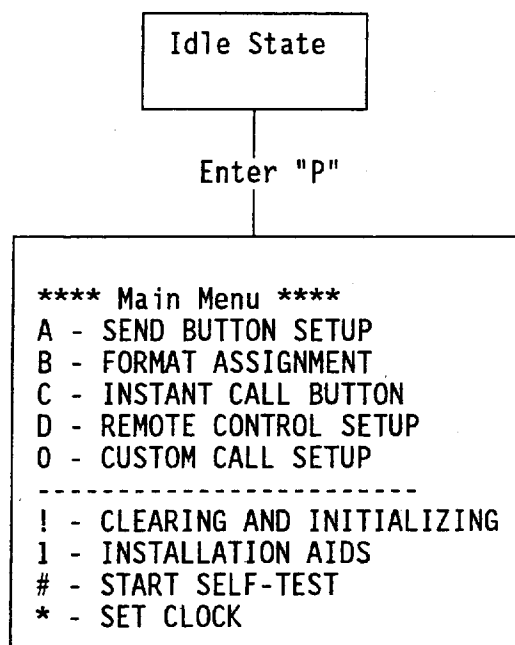 Idle State
Enter "P"
**** Main Menu ****
A - SEND BUTTON SETUP
B - FORMAT ASSIGNMENT
C - INSTANT CALL BUTTON
D - REMOTE CONTROL SETUP
0 - CUSTOM CALL SETUP
------------------------
! - CLEARING AND INITIALIZING
1 - INSTALLATION AIDS
# - START SELF-TEST
* - SET CLOCK